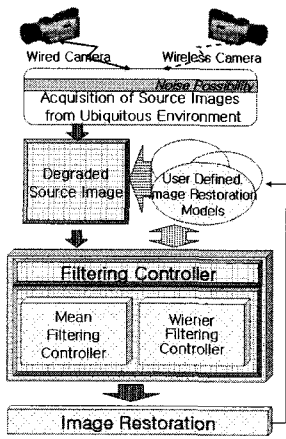 Wired Camera
Wireless Camera
Noise Possibility
Acquisition of Source Images
from Ubiquitous Environment
Degraded
Source Image
User Defined
Image Restoration
Models
Filtering Controller
Mean
Filtering
Controller
Wiener
Filtering
Controller
Image Restoration